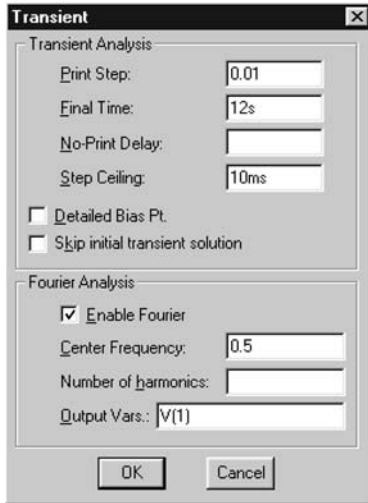 Transient
Transient Analysis
Print Step: 0.01
Final Time: 12s
No-Print Delay:
Step Ceiling: 10ms
Detailed Bias Pt.
Skip initial transient solution
Fourier Analysis
Enable Fourier
Center Frequency: 0.5
Number of harmonics:
Output Vars.: V(1)
OK Cancel